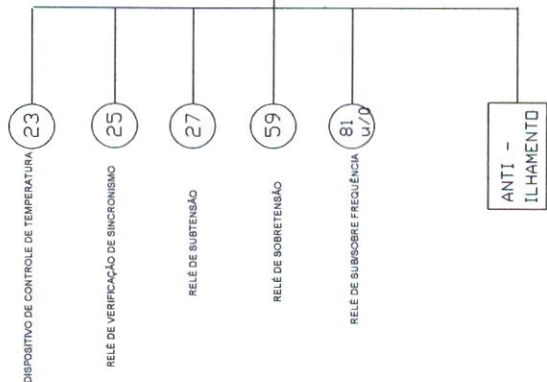 23
DISPOSITIVO DE CONTROLE DE TEMPERATURA
25
RELÉ DE VERIFICAÇÃO DE SINCRONISMO
27
RELÉ DE SUBTENSÃO
59
RELÉ DE SOBRETENSÃO
81
u/0
RELÉ DE SUB/SOBRE FREQUÊNCIA
ANTI -
ILHAMENTO